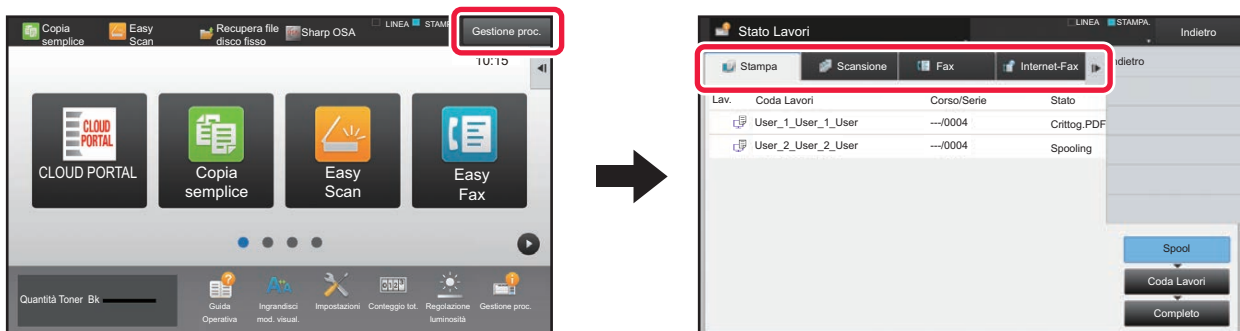 Copia
semplice
Easy
Scan
Recupera file
disco fisso
Sharp OSA
LINEA
Gestione proc.
10:15
CLOUD
PORTAL
CLOUD PORTAL
Copia
semplice
Easy
Scan
Easy
Fax
Quantità Toner Bk
Guida
Operativa
Ingrandisci
mod. visual.
Impostazioni
Conteggio tot.
Regolazione
luminosità
Gestione proc.
Stato Lavori
LINEA
STAMPA.
Indietro
Stampa
Scansione
Fax
Internet-Fax
Lav.
Coda Lavori
Corso/Serie
Stato
User_1_User_1_User
---/0004
Crittog.PDF
User_2_User_2_User
---/0004
Spooling
Spool
Coda Lavori
Completo